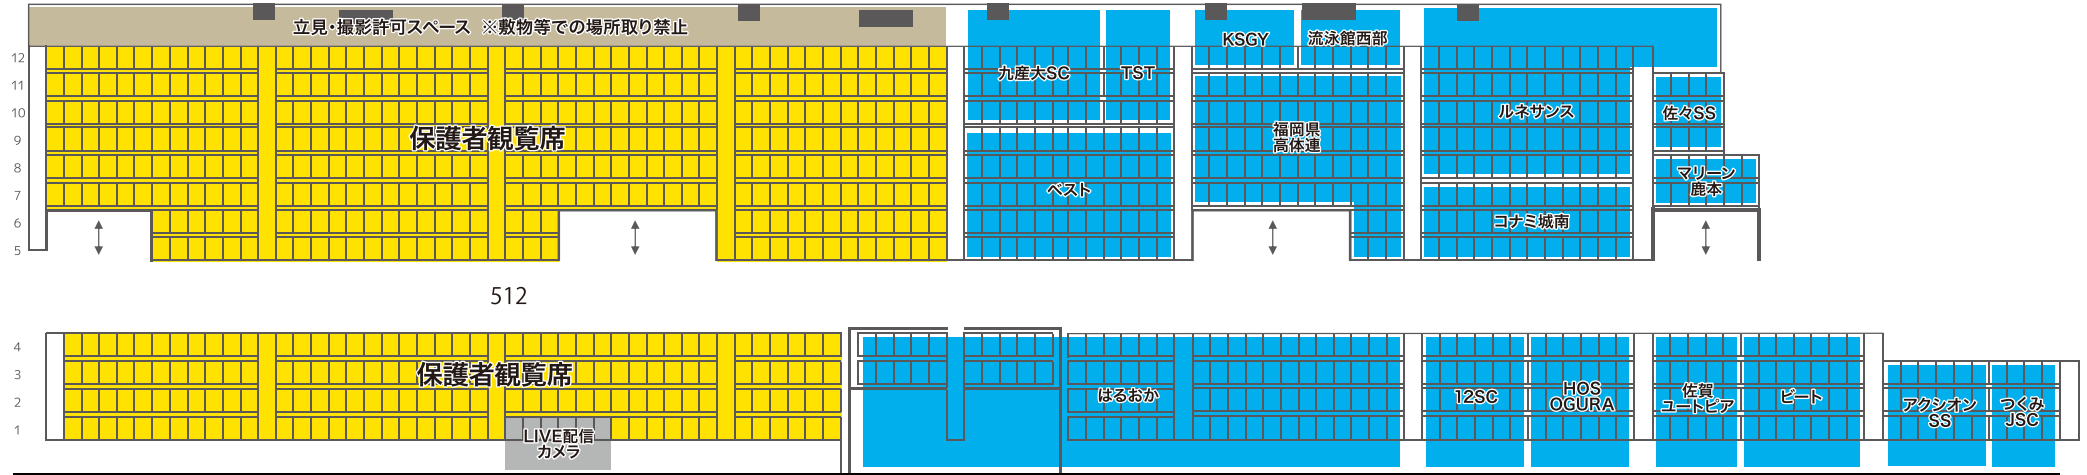 立見・撮影許可スペース ※敷物等での場所取り禁止
KSGY
流泳館西部
12
九産大SC
TST
11
10
ルネサンス
佐々SS
9
保護者観覧席
福岡県
高体連
8
マリーン
鹿本
7
ベスト
6
コナミ城南
5
512
4
3
保護者観覧席
2
はるおか
12SC
HOS
OGURA
佐賀
ユートピア
ビート
アクシオン
SS
つくみ
JSC
1
LIVE配信
カメラ